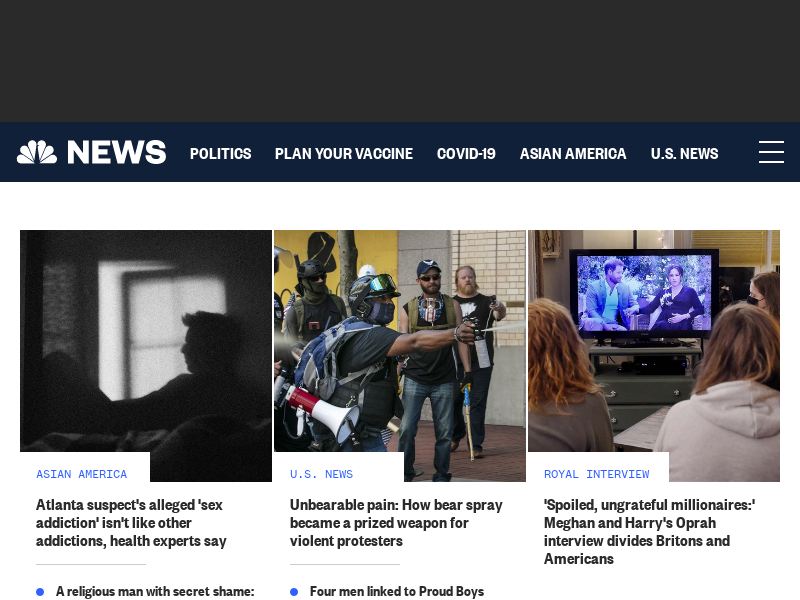 NEWS
POLITICS
PLAN YOUR VACCINE
COVID-19
ASIAN AMERICA
U.S. NEWS
ASIAN AMERICA
Atlanta suspect's alleged 'sex
addiction' isn't like other
addictions, health experts say
A religious man with secret shame:
U.S. NEWS
Unbearable pain: How bear spray
became a prized weapon for
violent protesters
Four men linked to Proud Boys
ROYAL INTERVIEW
'Spoiled, ungrateful millionaires:'
Meghan and Harry's Oprah
interview divides Britons and
Americans